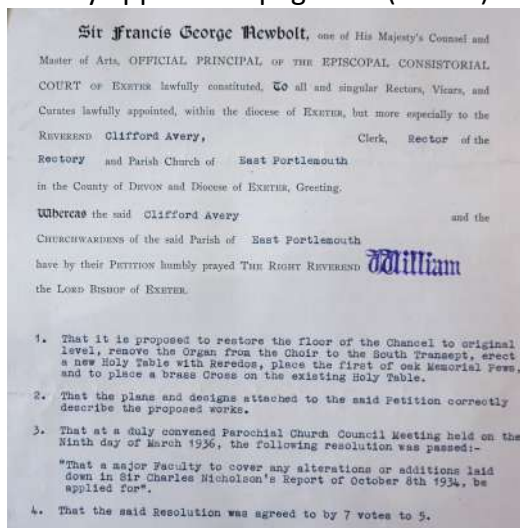 Sir Francis George Newbolt, one of His Majesty's Counsel and
Master of Arts, OFFICIAL PRINCIPAL OF THE EPISCOPAL CONSISTORIAL
COURT OF EXETER lawfully constituted, To all and singular Rectors, Vicars, and
Curates lawfully appointed, within the diocese of EXETER, but more especially to the
REVEREND Clifford Avery, Clerk, Rector of the
Rectory and Parish Church of East Portlemouth
in the County of DEVON and Diocese of EXETER, Greeting.
Whereas the said Clifford Avery and the
CHURCHWARDENS of the said Parish of East Portlemouth
have by their PETITION humbly prayed THE RIGHT REVEREND William
the LORD BISHOP OF EXETER.
1. That it is proposed to restore the floor of the Chancel to original
level, remove the Organ from the Choir to the South Transept, erect
a new Holy Table with Reredos, place the first of oak Memorial Pews,
and to place a brass Cross on the existing Holy Table.
2. That the plans and designs attached to the said Petition correctly
describe the proposed works.
3. That at a duly convened Parochial Church Council Meeting held on the
Ninth day of March 1936, the following resolution was passed:-
"That a major Faculty to cover any alterations or additions laid
down in Sir Charles Nicholson's Report of October 8th 1934, be
applied for".
4. That the said Resolution was agreed to by 7 votes to 5.